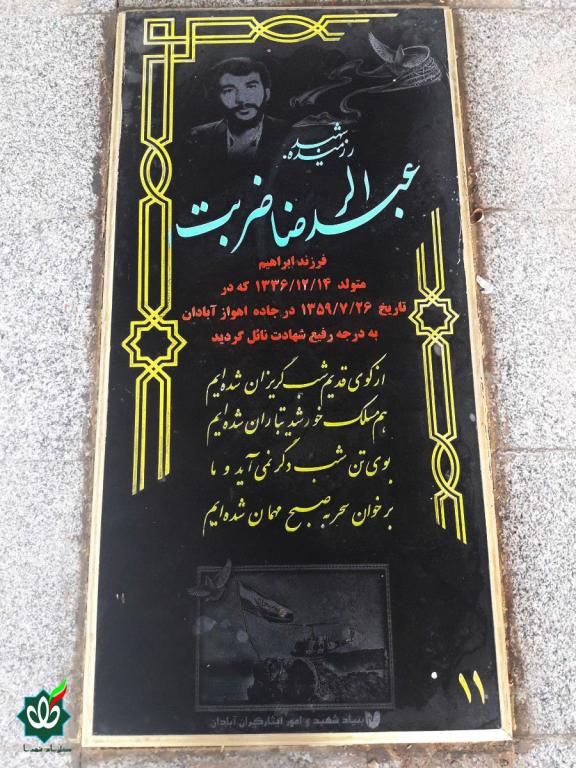 رزمنده شهید
عبدالرضا ضربت
فرزند ابراهیم
متولد ۱۳۳۶/۱۲/۱۴ که در
تاریخ ۱۳۵۹/۷/۲۶ در جاده اهواز آبادان
به درجه رفیع شهادت نائل گردید
از کوی قدیم شب گریزان شده‌ایم
هم مسلک خورشید تباران شده‌ایم
بوی تن شب دگر نمی‌آید و ما
بر خوان سحر به صبح مهمان شده‌ایم
۱۱
بنیاد شهید و امور ایثارگران آبادان